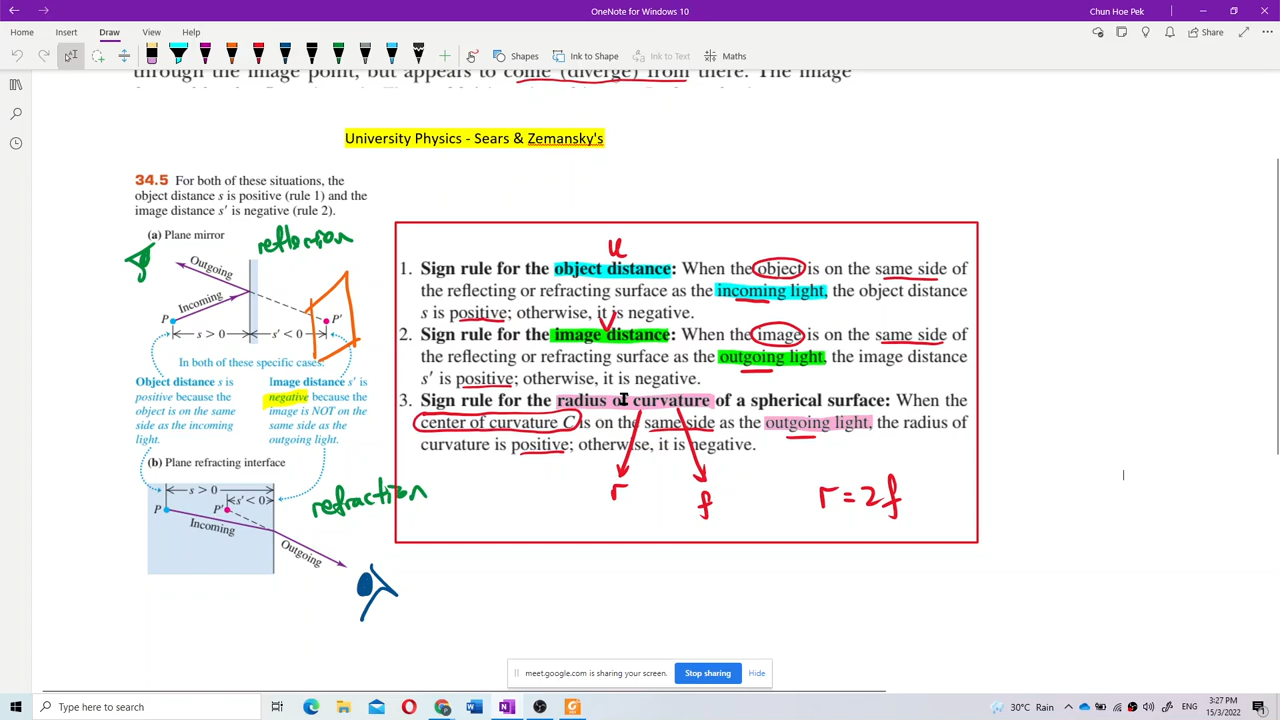 OneNote for Windows 10
Chun Hoe Pek
Home Insert Draw View Help
Share
Shapes Ink to Shape Ink to Text Maths
through the image point, but appears to come (diverge) from there. The image
University Physics - Sears & Zemansky's
34.5 For both of these situations, the
object distance s is positive (rule 1) and the
image distance s′ is negative (rule 2).
(a) Plane mirror
reflexion
Outgoing
Incoming
P
P′
s > 0
s′ < 0
In both of these specific cases:
Object distance s is
positive because the
object is on the same
side as the incoming
light.
Image distance s′ is
negative because the
image is NOT on the
same side as the
outgoing light.
(b) Plane refracting interface
refraction
s > 0
s′ < 0
P
P′
Incoming
Outgoing
u
1. Sign rule for the object distance: When the object is on the same side of
the reflecting or refracting surface as the incoming light, the object distance
s is positive; otherwise, it is negative.
v
2. Sign rule for the image distance: When the image is on the same side of
the reflecting or refracting surface as the outgoing light, the image distance
s′ is positive; otherwise, it is negative.
3. Sign rule for the radius of curvature of a spherical surface: When the
center of curvature C is on the same side as the outgoing light, the radius of
curvature is positive; otherwise, it is negative.
r
f
r = 2f
meet.google.com is sharing your screen. Stop sharing Hide
Type here to search
30°C Rain
ENG
3:27 PM
15/3/2022